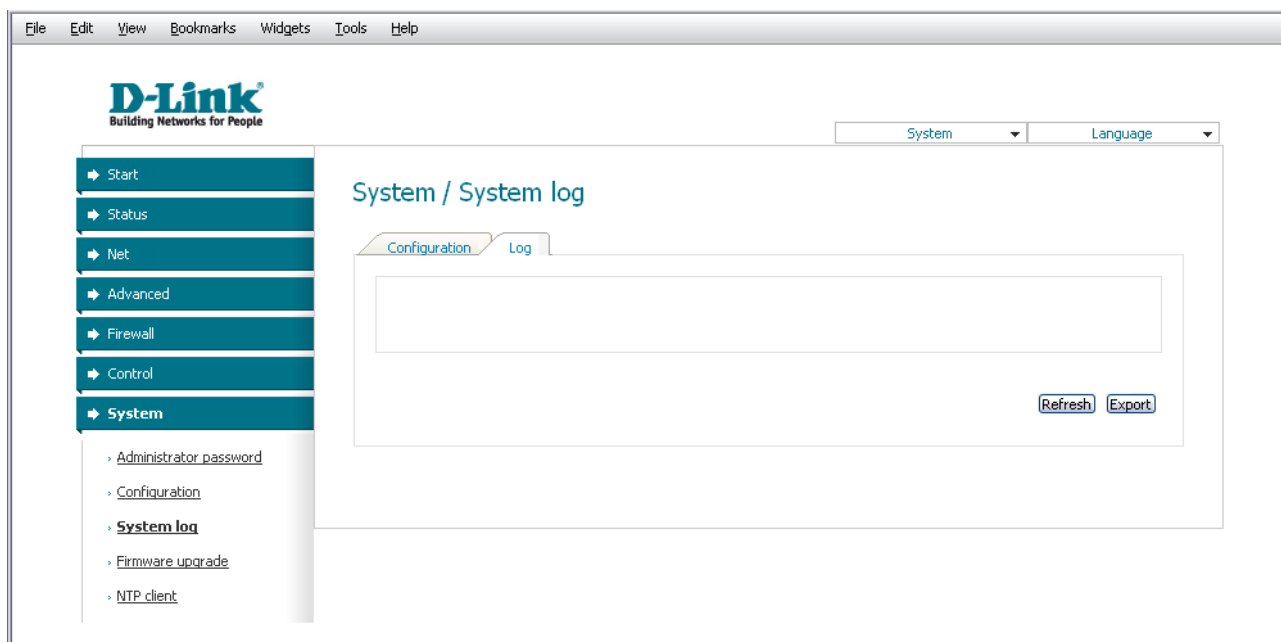 File Edit View Bookmarks Widgets Tools Help
D-Link®
Building Networks for People
System Language
Start
Status
Net
Advanced
Firewall
Control
System
Administrator password
Configuration
System log
Firmware upgrade
NTP client
System / System log
Configuration Log
Refresh Export